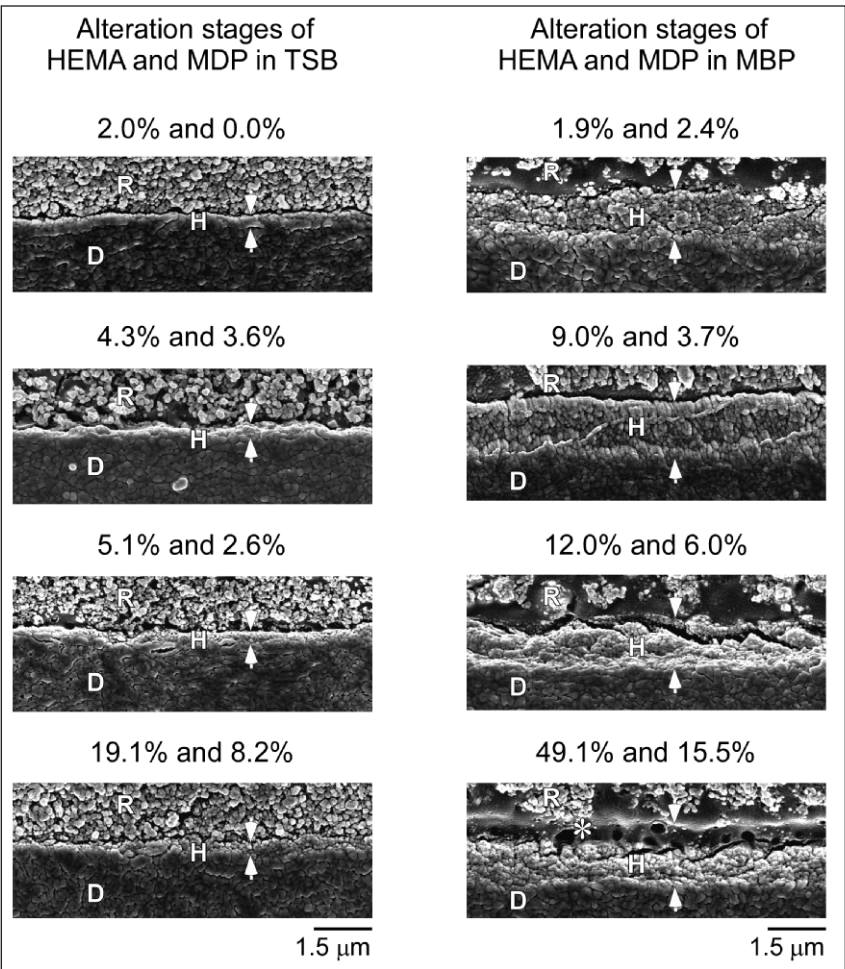 Alteration stages of
HEMA and MDP in TSB
2.0% and 0.0%
R
H
D
4.3% and 3.6%
R
H
D
5.1% and 2.6%
R
H
D
19.1% and 8.2%
R
H
D
1.5 μm
Alteration stages of
HEMA and MDP in MBP
1.9% and 2.4%
R
H
D
9.0% and 3.7%
R
H
D
12.0% and 6.0%
R
H
D
49.1% and 15.5%
R
*
H
D
1.5 μm